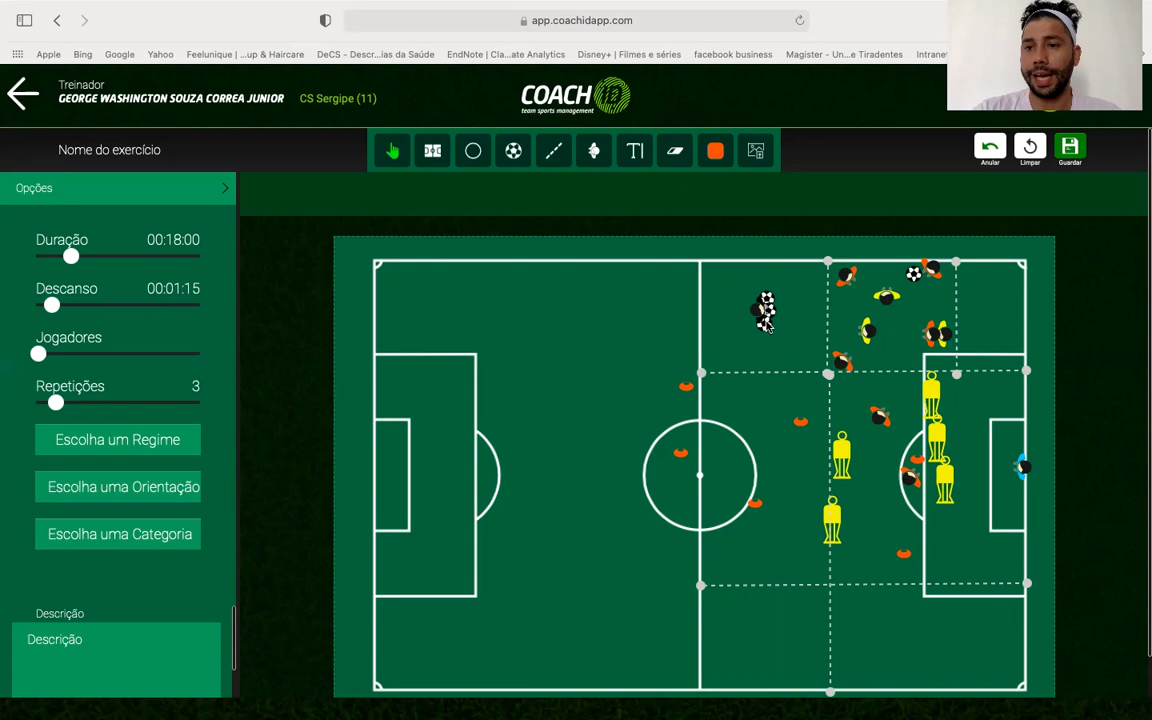 app.coachidapp.com
Apple Bing Google Yahoo Feelunique | ...up & Haircare DeCS - Descr...ias da Saúde EndNote | Cla...ate Analytics Disney+ | Filmes e séries facebook business Magister - Un...e Tiradentes Intranet
Treinador
GEORGE WASHINGTON SOUZA CORREA JUNIOR CS Sergipe (11)
COACH
team sports management
Nome do exercício
Anular Limpar Guardar
Opções
Duração 00:18:00
Descanso 00:01:15
Jogadores
Repetições 3
Escolha um Regime
Escolha uma Orientação
Escolha uma Categoria
Descrição
Descrição